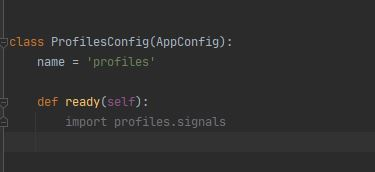 class ProfilesConfig(AppConfig):
    name = 'profiles'

    def ready(self):
        import profiles.signals